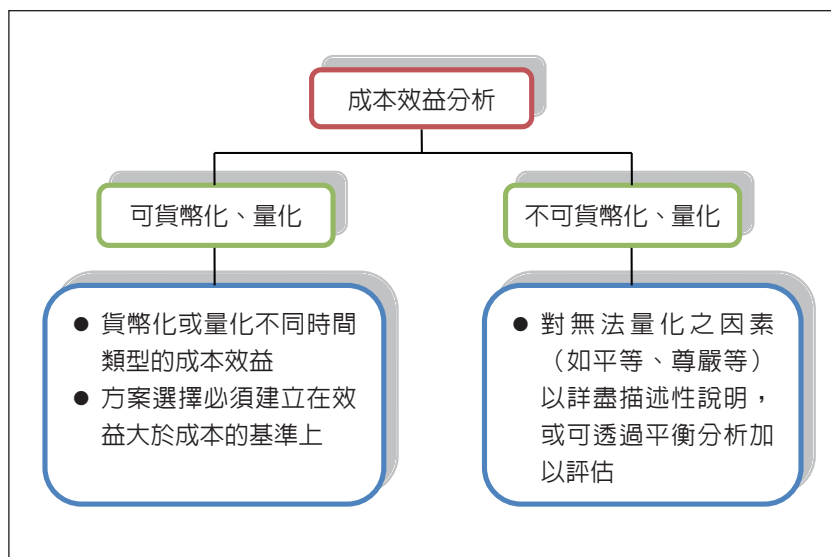 成本效益分析
可貨幣化、量化
不可貨幣化、量化
● 貨幣化或量化不同時間
類型的成本效益
● 方案選擇必須建立在效
益大於成本的基準上
● 對無法量化之因素
（如平等、尊嚴等）
以詳盡描述性說明，
或可透過平衡分析加
以評估